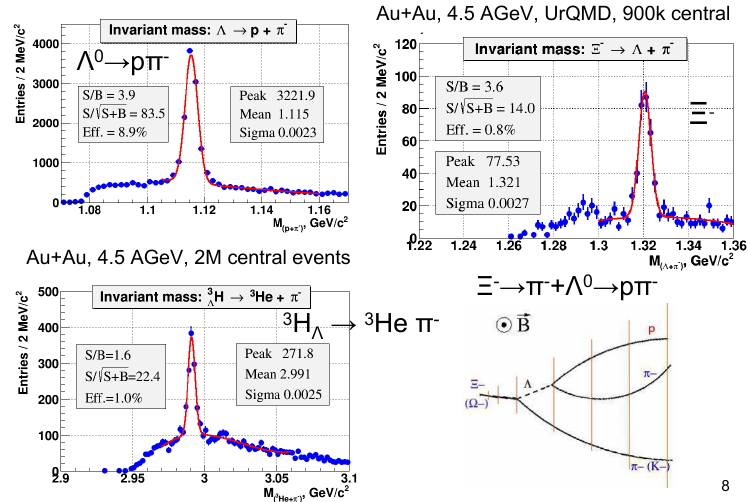 Au+Au, 4.5 AGeV, UrQMD, 900k central
Invariant mass: Λ → p + π⁻
Λ⁰→pπ⁻
S/B = 3.9
S/√S+B = 83.5
Eff. = 8.9%
Peak 3221.9
Mean 1.115
Sigma 0.0023
Entries / 2 MeV/c²
4000
3000
2000
1000
0
1.08 1.1 1.12 1.14 1.16
M(p+π⁻), GeV/c²
Invariant mass: Ξ⁻ → Λ + π⁻
S/B = 3.6
S/√S+B = 14.0
Eff. = 0.8%
Peak 77.53
Mean 1.321
Sigma 0.0027
Ξ⁻
Entries / 2 MeV/c²
120
100
80
60
40
20
0
1.22 1.24 1.26 1.28 1.3 1.32 1.34 1.36
M(Λ+π⁻), GeV/c²
Au+Au, 4.5 AGeV, 2M central events
Invariant mass: ³ΛH → ³He + π⁻
³HΛ → ³He π⁻
S/B=1.6
S/√S+B=22.4
Eff.=1.0%
Peak 271.8
Mean 2.991
Sigma 0.0025
Entries / 2 MeV/c²
500
400
300
200
100
0
2.9 2.95 3 3.05 3.1
M(³He+π⁻), GeV/c²
Ξ⁻→π⁻+Λ⁰→pπ⁻
⊙ B⃗
p
π−
Λ
Ξ−
(Ω−)
π− (K−)
8